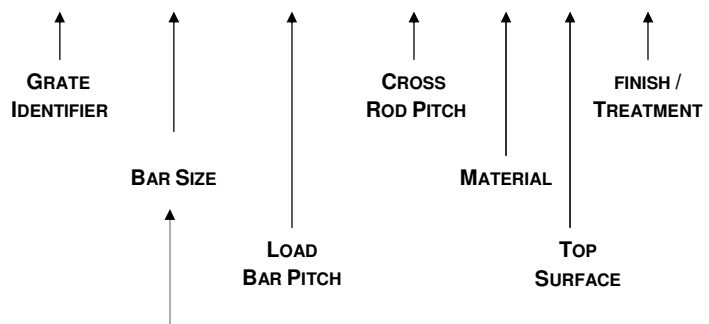 GRATE
IDENTIFIER
CROSS
ROD PITCH
FINISH /
TREATMENT
BAR SIZE
MATERIAL
LOAD
BAR PITCH
TOP
SURFACE